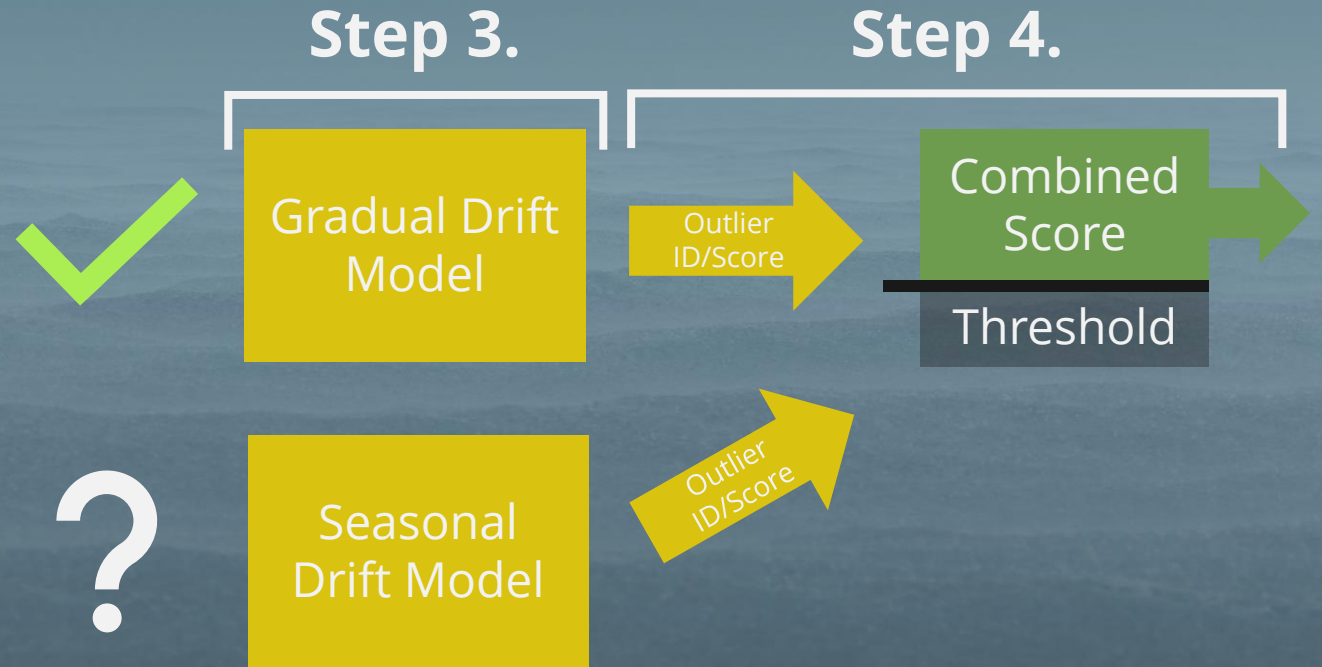 Step 3.
Step 4.
Gradual Drift
Model
Outlier
ID/Score
Combined
Score
Threshold
Seasonal
Drift Model
Outlier
ID/Score